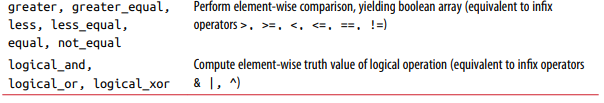 greater, greater_equal, Perform element-wise comparison, yielding boolean array (equivalent to infix
less, less_equal, operators >, >=, <, <=, ==, !=)
equal, not_equal
logical_and, Compute element-wise truth value of logical operation (equivalent to infix operators
logical_or, logical_xor & |, ^)